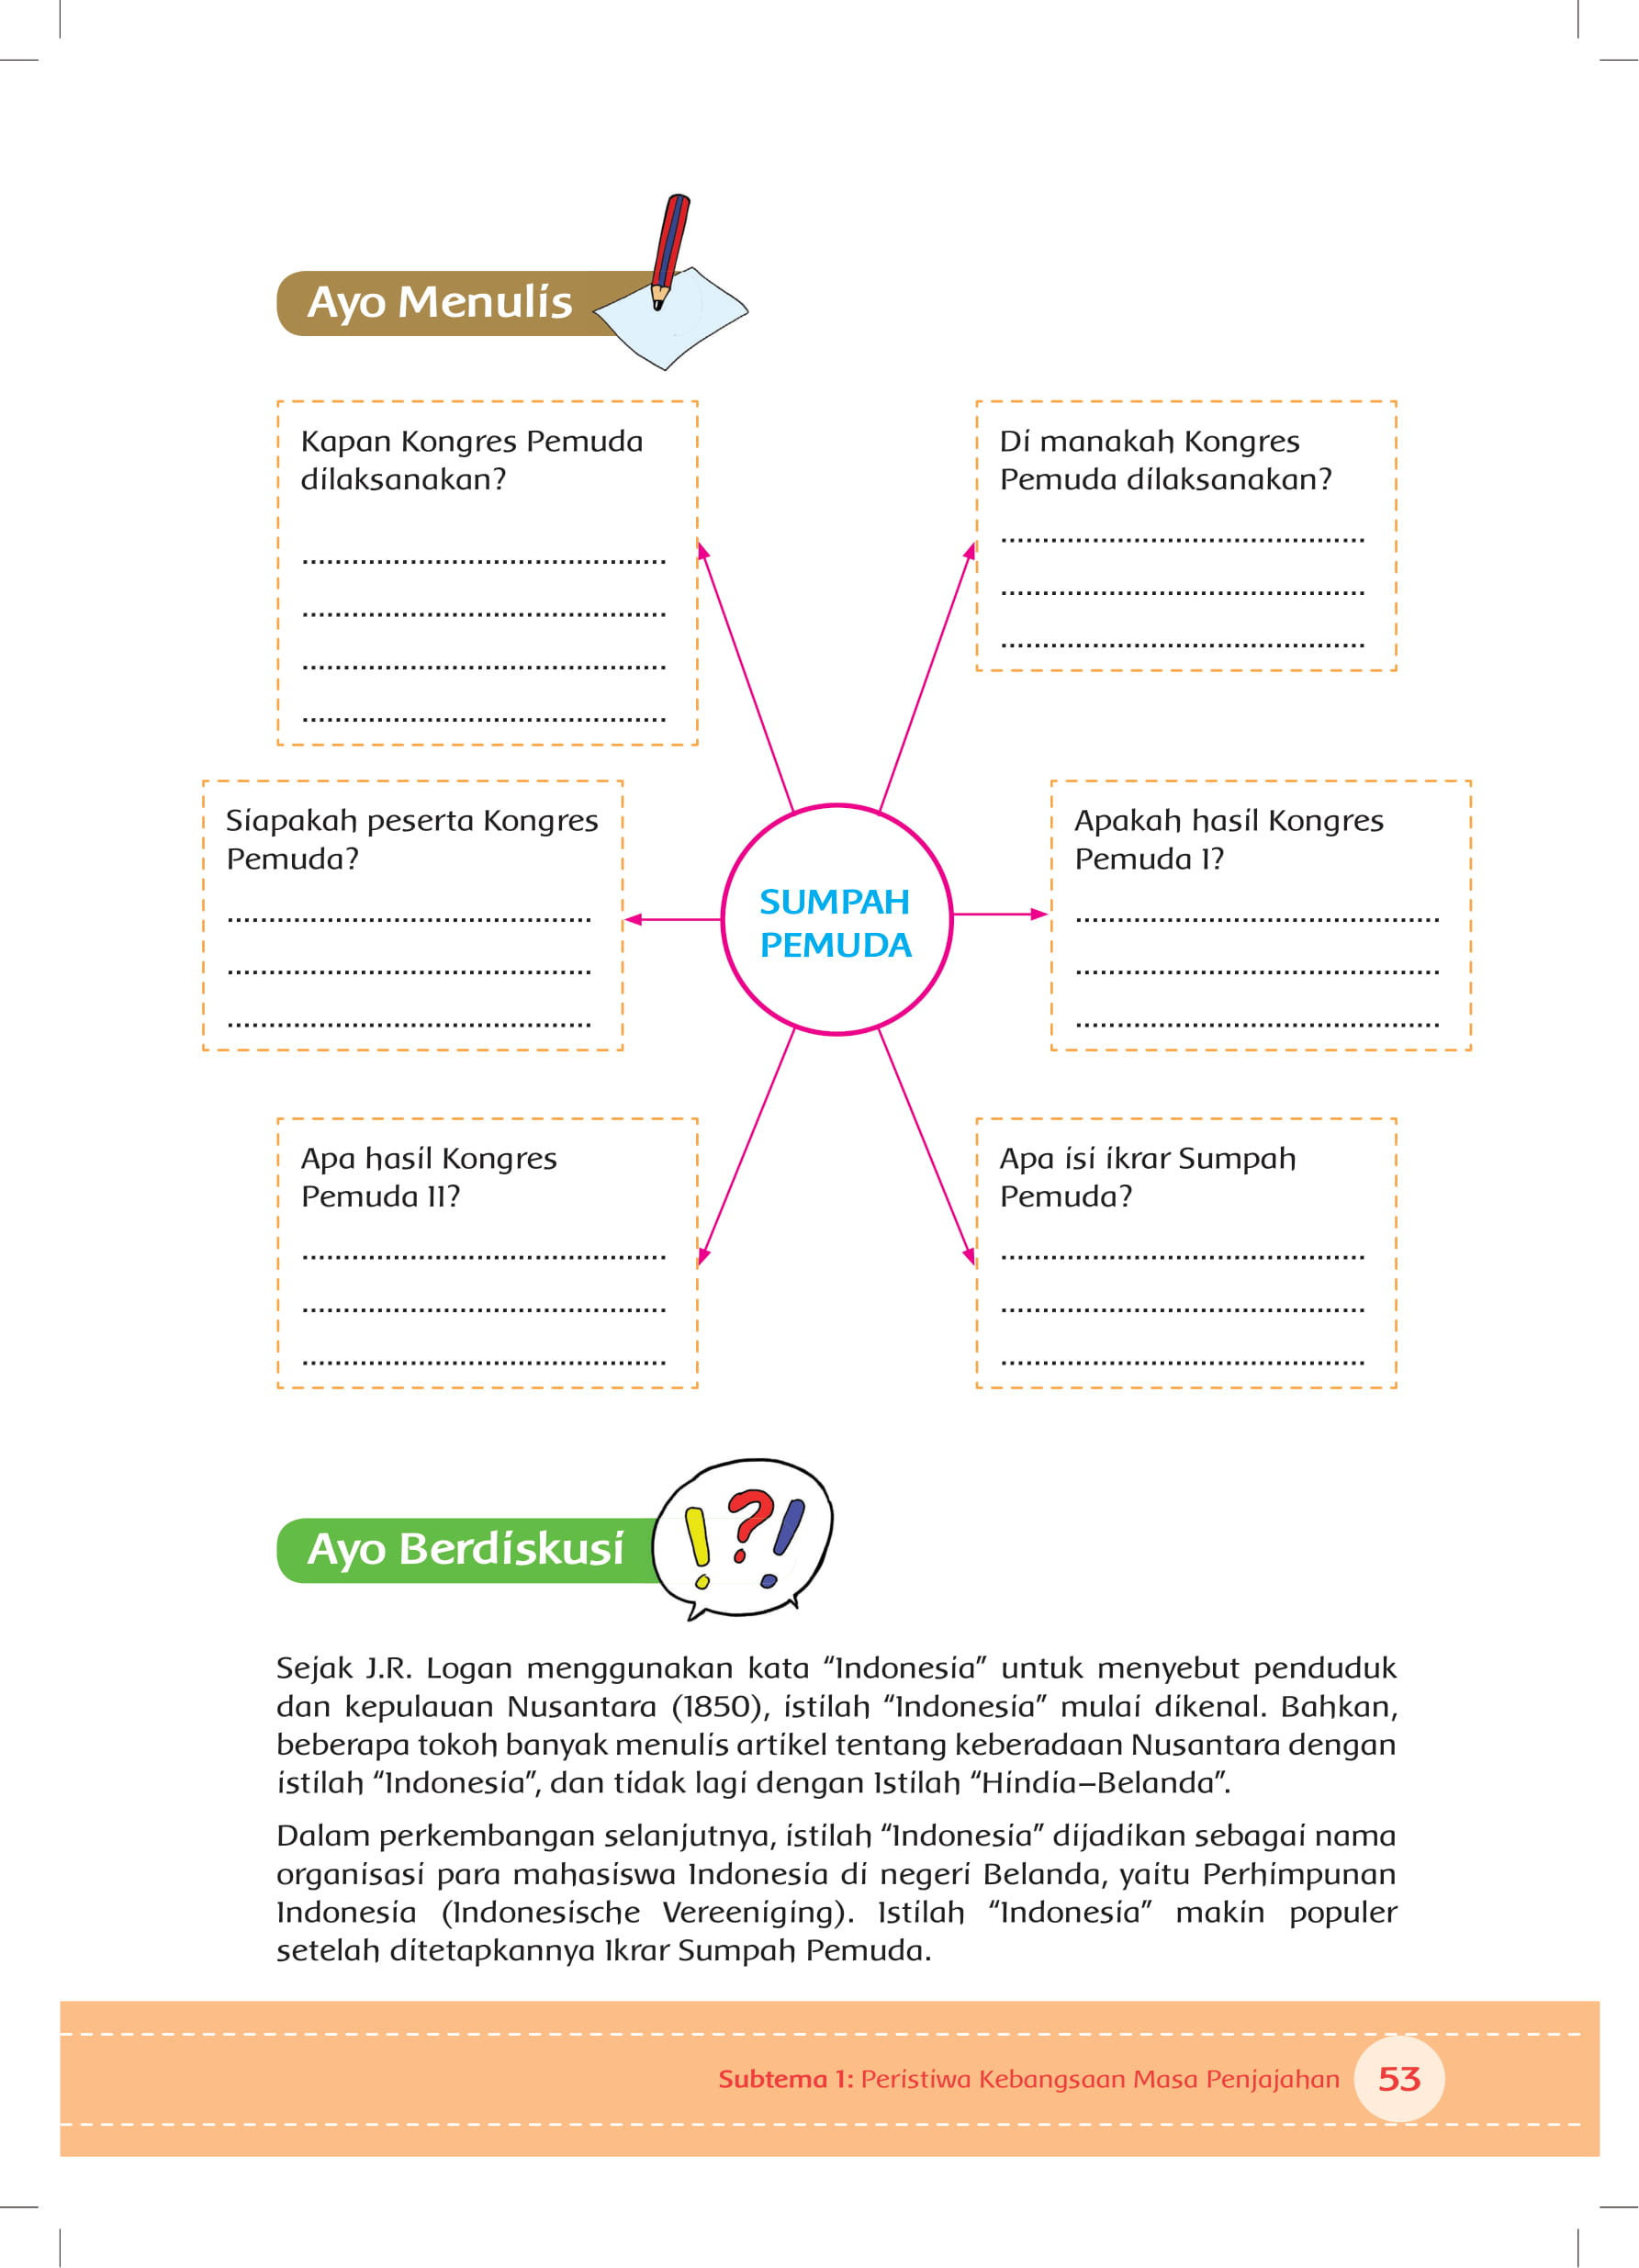 Ayo Menulis
Kapan Kongres Pemuda
dilaksanakan?
............................................
............................................
............................................
............................................
Di manakah Kongres
Pemuda dilaksanakan?
............................................
............................................
............................................
Siapakah peserta Kongres
Pemuda?
............................................
............................................
............................................
SUMPAH
PEMUDA
Apakah hasil Kongres
Pemuda I?
............................................
............................................
............................................
Apa hasil Kongres
Pemuda II?
............................................
............................................
............................................
Apa isi ikrar Sumpah
Pemuda?
............................................
............................................
............................................
Ayo Berdiskusi
!?!
Sejak J.R. Logan menggunakan kata “Indonesia” untuk menyebut penduduk
dan kepulauan Nusantara (1850), istilah “Indonesia” mulai dikenal. Bahkan,
beberapa tokoh banyak menulis artikel tentang keberadaan Nusantara dengan
istilah “Indonesia”, dan tidak lagi dengan Istilah “Hindia–Belanda”.
Dalam perkembangan selanjutnya, istilah “Indonesia” dijadikan sebagai nama
organisasi para mahasiswa Indonesia di negeri Belanda, yaitu Perhimpunan
Indonesia (Indonesische Vereeniging). Istilah “Indonesia” makin populer
setelah ditetapkannya Ikrar Sumpah Pemuda.
Subtema 1: Peristiwa Kebangsaan Masa Penjajahan 53